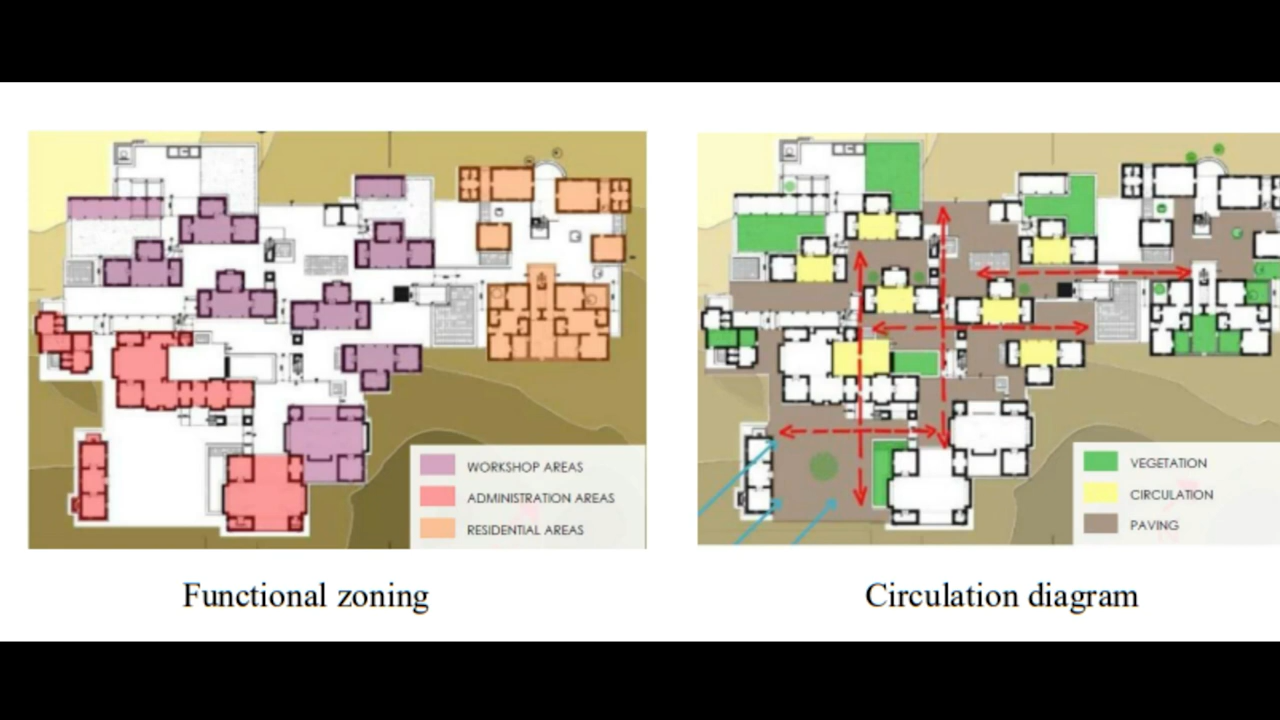 WORKSHOP AREAS
ADMINISTRATION AREAS
RESIDENTIAL AREAS
VEGETATION
CIRCULATION
PAVING
Functional zoning
Circulation diagram